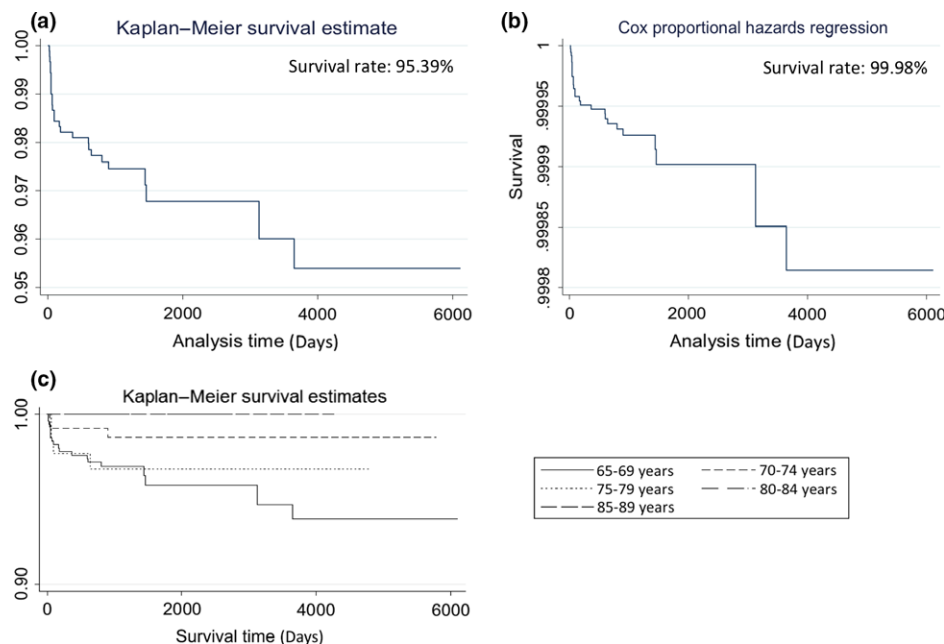 (a)
Kaplan–Meier survival estimate
Survival rate: 95.39%
1.00
0.99
0.98
0.97
0.96
0.95
0
2000
4000
6000
Analysis time (Days)
(b)
Cox proportional hazards regression
Survival rate: 99.98%
Survival
1
.99995
.9999
.99985
.9998
0
2000
4000
6000
Analysis time (Days)
(c)
Kaplan–Meier survival estimates
1.00
0.90
0
2000
4000
6000
Survival time (Days)
65-69 years
70-74 years
75-79 years
80-84 years
85-89 years